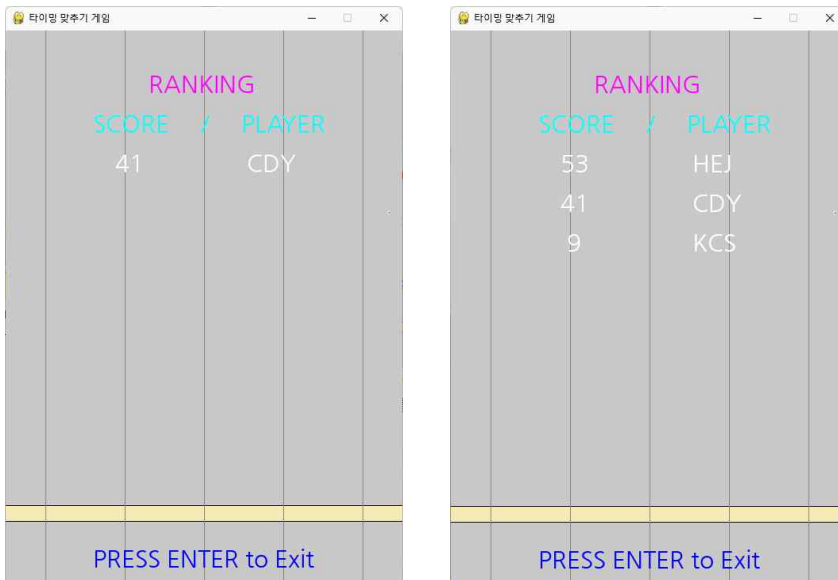 타이밍 맞추기 게임
RANKING
SCORE / PLAYER
41 CDY
PRESS ENTER to Exit
타이밍 맞추기 게임
RANKING
SCORE / PLAYER
53 HEJ
41 CDY
9 KCS
PRESS ENTER to Exit